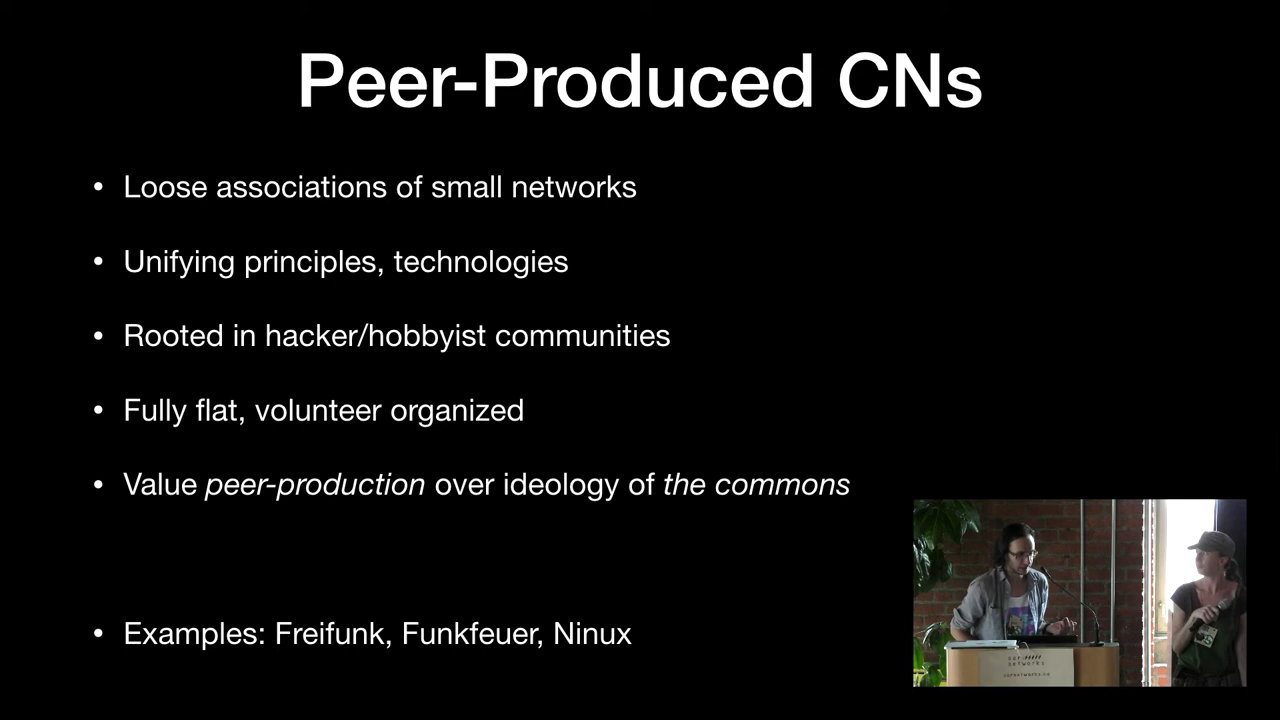 Peer-Produced CNs
• Loose associations of small networks
• Unifying principles, technologies
• Rooted in hacker/hobbyist communities
• Fully flat, volunteer organized
• Value peer-production over ideology of the commons
• Examples: Freifunk, Funkfeuer, Ninux
networks